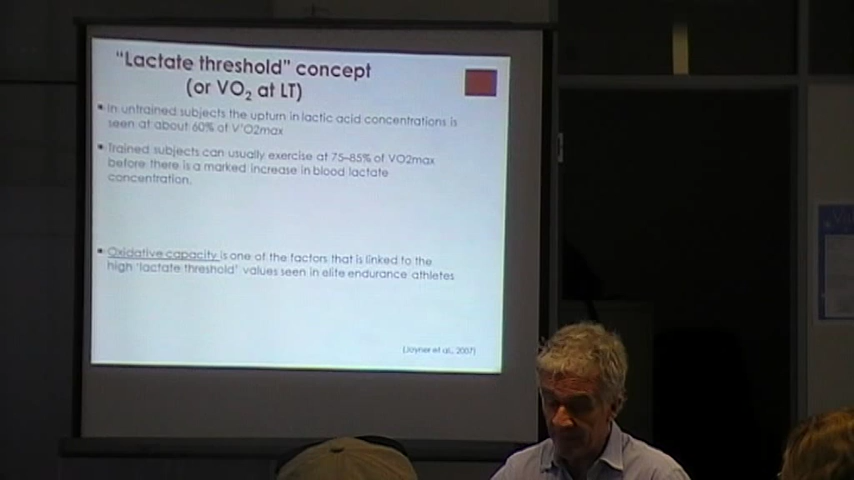 "Lactate threshold" concept
(or VO₂ at LT)
▪ In untrained subjects the upturn in lactic acid concentrations is
seen at about 60% of V'O2max
▪ Trained subjects can usually exercise at 75–85% of VO2max
before there is a marked increase in blood lactate
concentration.
▪ Oxidative capacity is one of the factors that is linked to the
high 'lactate threshold' values seen in elite endurance athletes
(Joyner et al., 2007)